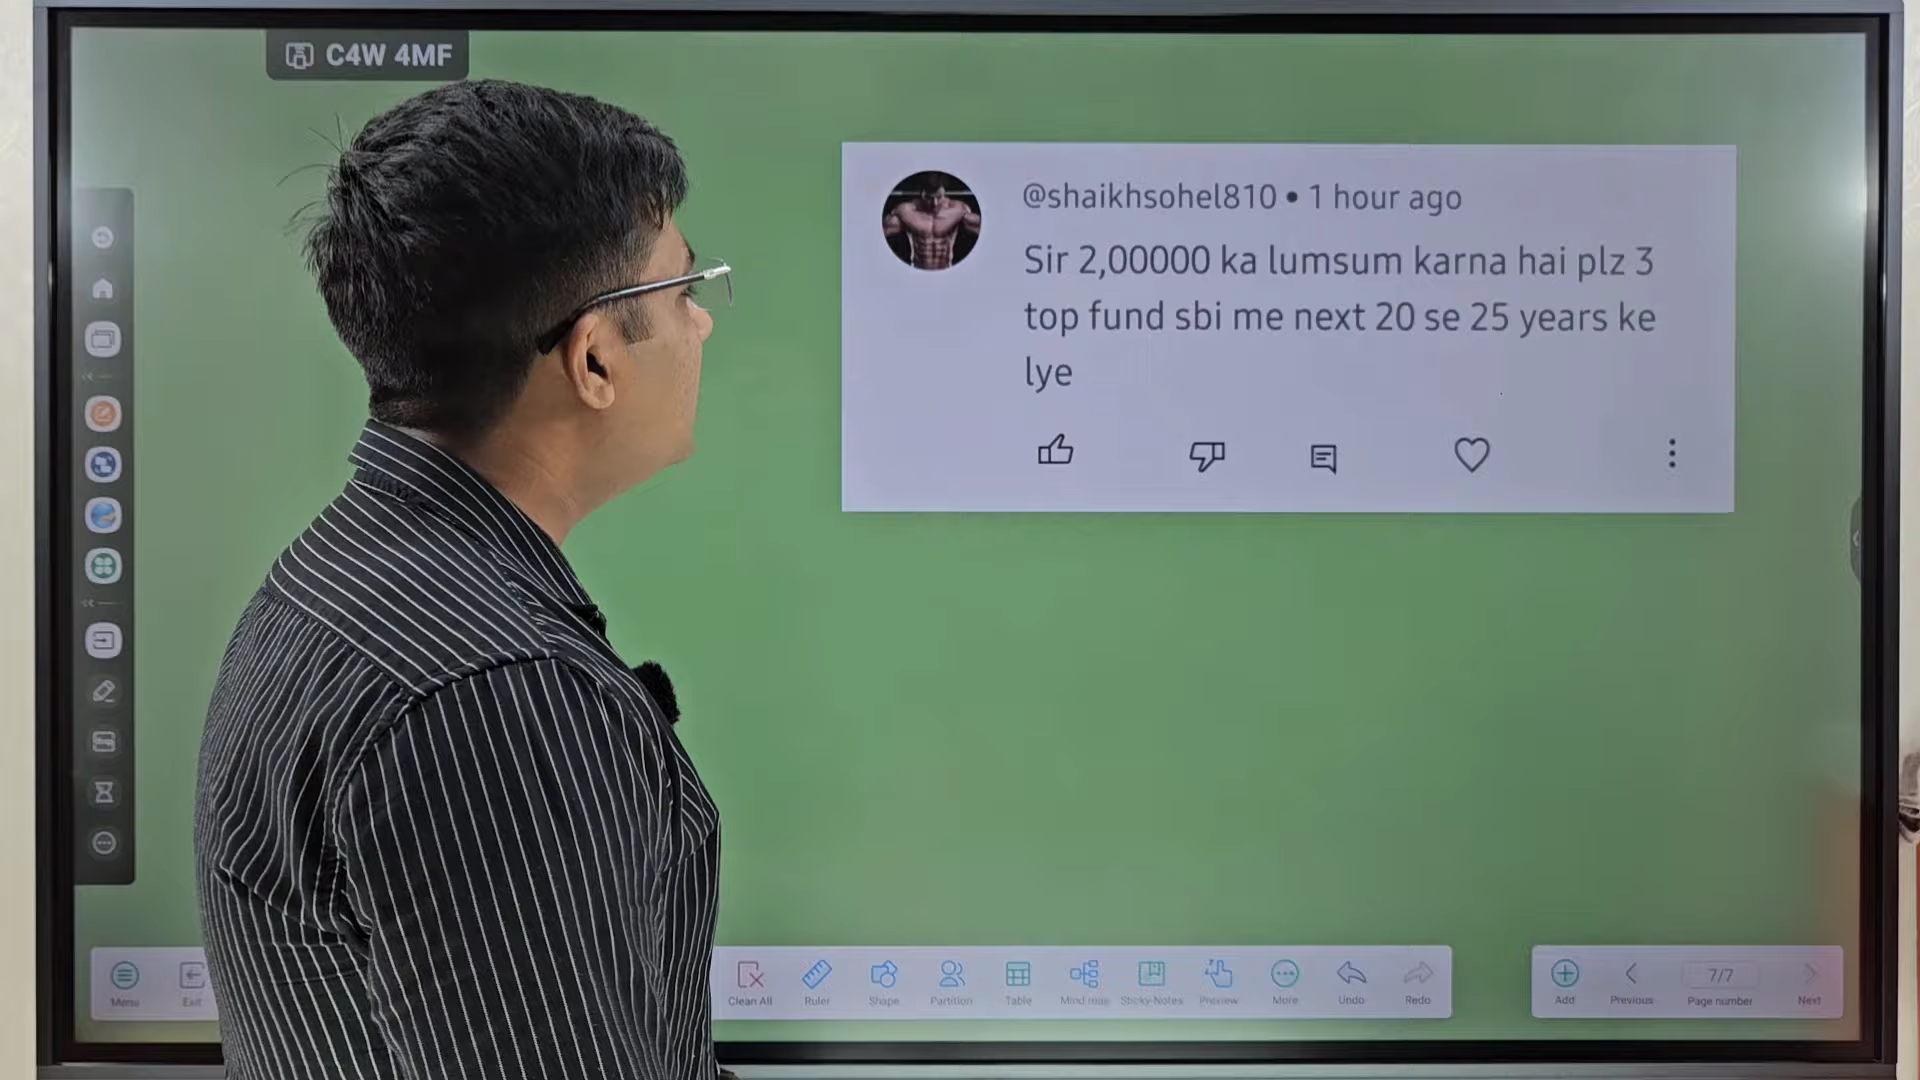 C4W 4MF
@shaikhsohel810 • 1 hour ago
Sir 2,00000 ka lumsum karna hai plz 3
top fund sbi me next 20 se 25 years ke
lye
Menu
Exit
Clean All
Ruler
Shape
Partition
Table
Mind map
Sticky-Notes
Preview
More
Undo
Redo
Add
Previous
7/7
Page number
Next